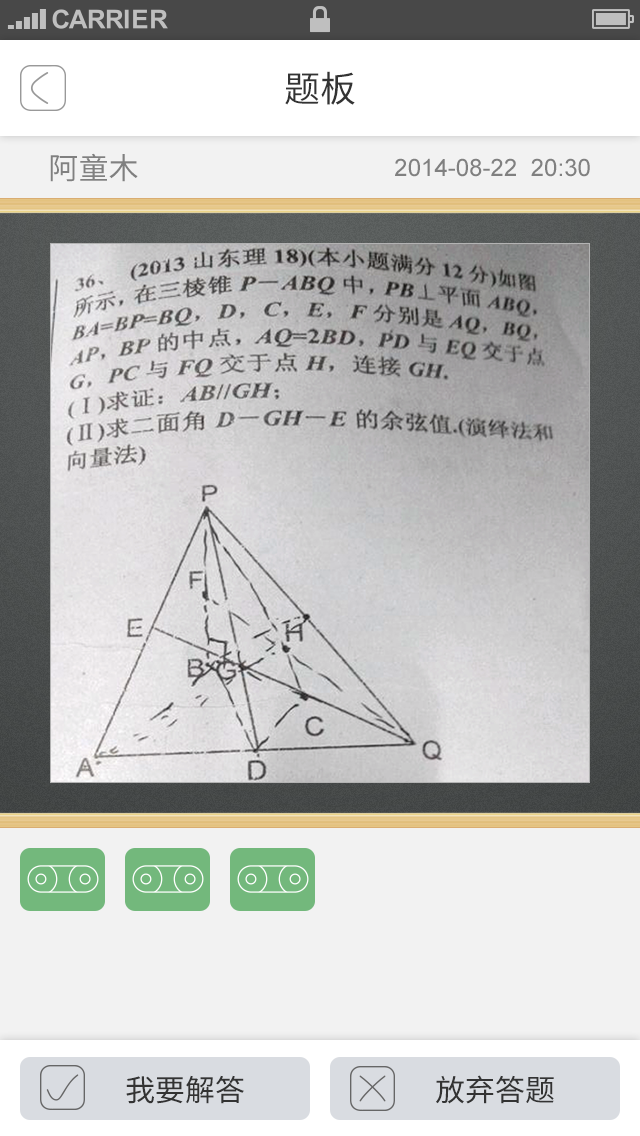 CARRIER
题板
阿童木
2014-08-22 20:30
36、 (2013 山东理 18)(本小题满分 12 分)如图
所示,在三棱锥 P－ABQ 中,PB⊥平面 ABQ,
BA=BP=BQ，D，C，E，F 分别是 AQ，BQ，
AP，BP 的中点，AQ=2BD，PD 与 EQ 交于点
G，PC 与 FQ 交于点 H，连接 GH.
(Ⅰ)求证：AB//GH；
(Ⅱ)求二面角 D－GH－E 的余弦值.(演绎法和
向量法)
P
F
E
H
B
G
C
A
D
Q
我要解答
放弃答题